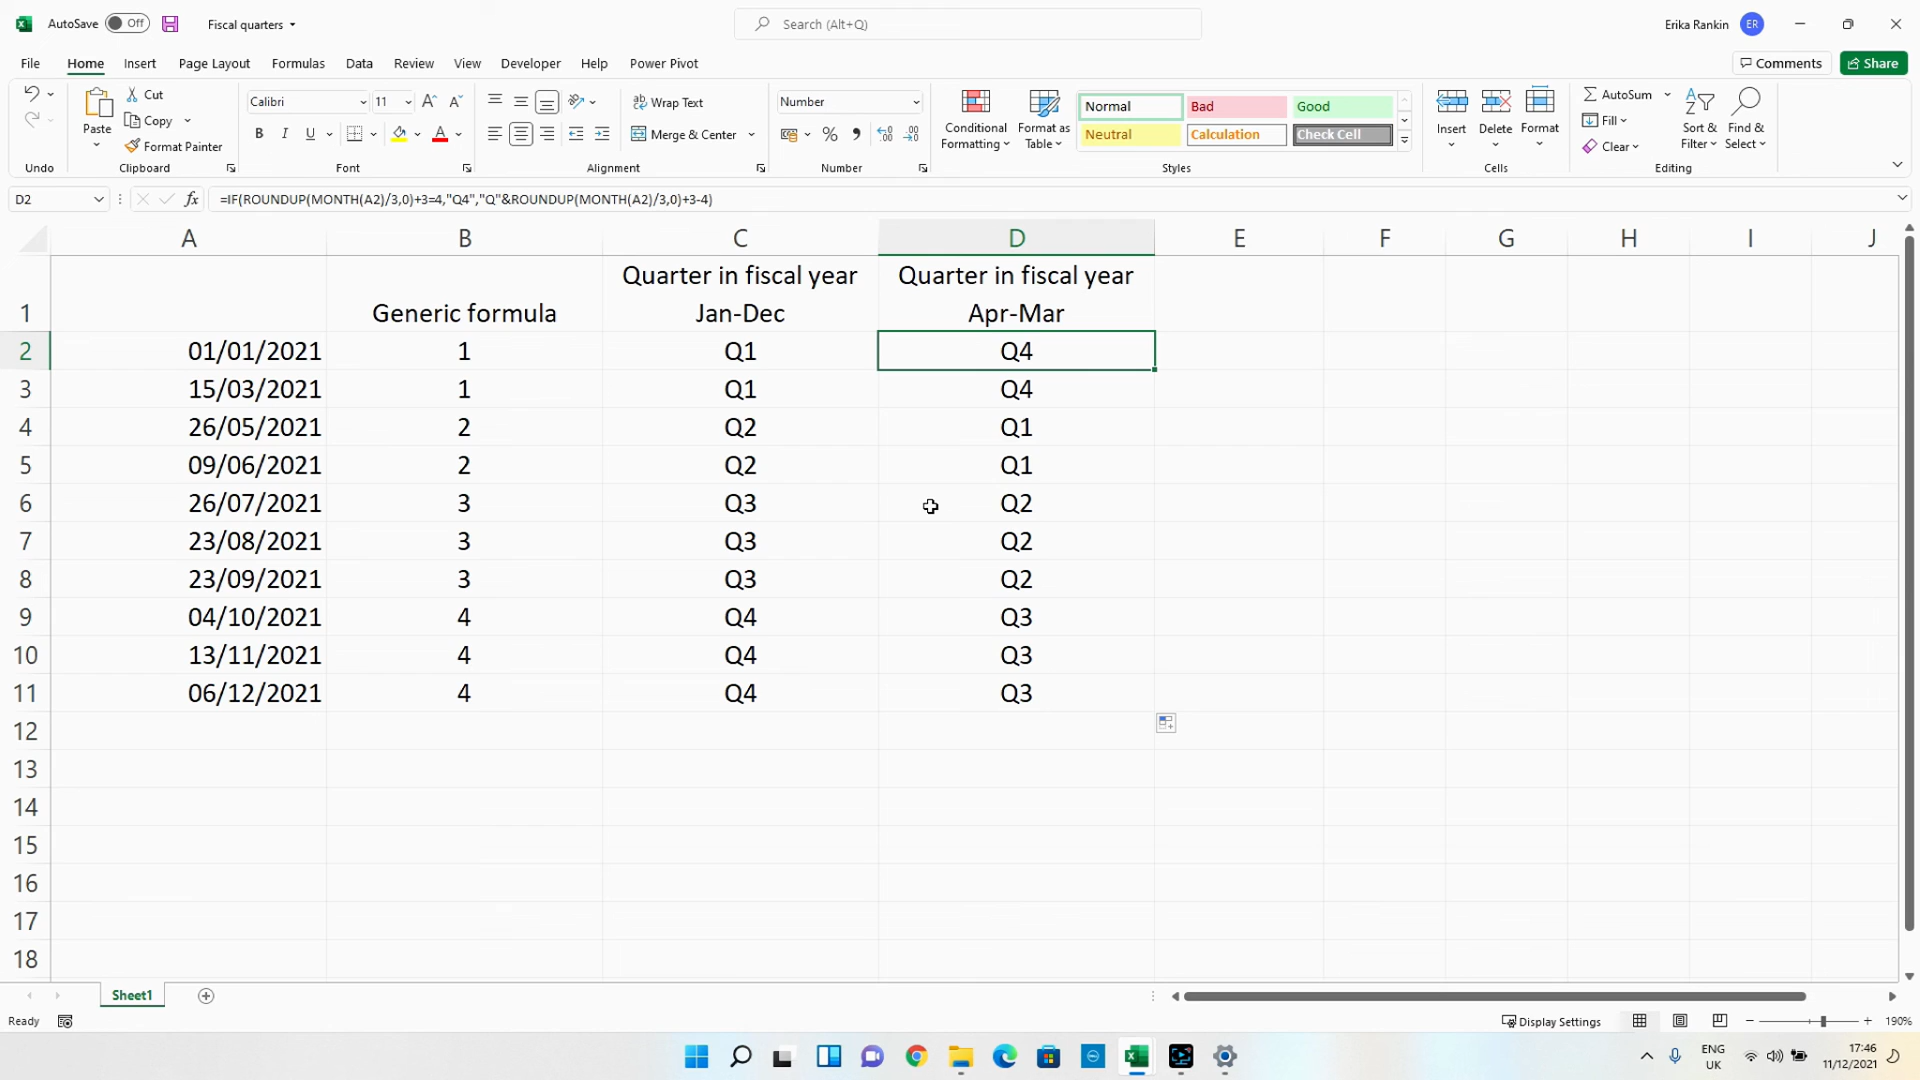 AutoSave Off Fiscal quarters Search (Alt+Q) Erika Rankin ER
File Home Insert Page Layout Formulas Data Review View Developer Help Power Pivot Comments Share
Cut Calibri 11 Wrap Text Number Normal Bad Good AutoSum
Paste Copy Conditional Formatting Format as Table Insert Delete Format Fill Sort & Filter Find & Select
Format Painter B I U Merge & Center % Neutral Calculation Check Cell Clear
Undo Clipboard Font Alignment Number Styles Cells Editing
D2 fx =IF(ROUNDUP(MONTH(A2)/3,0)+3=4,"Q4","Q"&ROUNDUP(MONTH(A2)/3,0)+3-4)
A B C D E F G H I J
Quarter in fiscal year Quarter in fiscal year
1 Generic formula Jan-Dec Apr-Mar
2 01/01/2021 1 Q1 Q4
3 15/03/2021 1 Q1 Q4
4 26/05/2021 2 Q2 Q1
5 09/06/2021 2 Q2 Q1
6 26/07/2021 3 Q3 Q2
7 23/08/2021 3 Q3 Q2
8 23/09/2021 3 Q3 Q2
9 04/10/2021 4 Q4 Q3
10 13/11/2021 4 Q4 Q3
11 06/12/2021 4 Q4 Q3
12
13
14
15
16
17
18
Sheet1
Ready Display Settings 190%
ENG 17:46
UK 11/12/2021